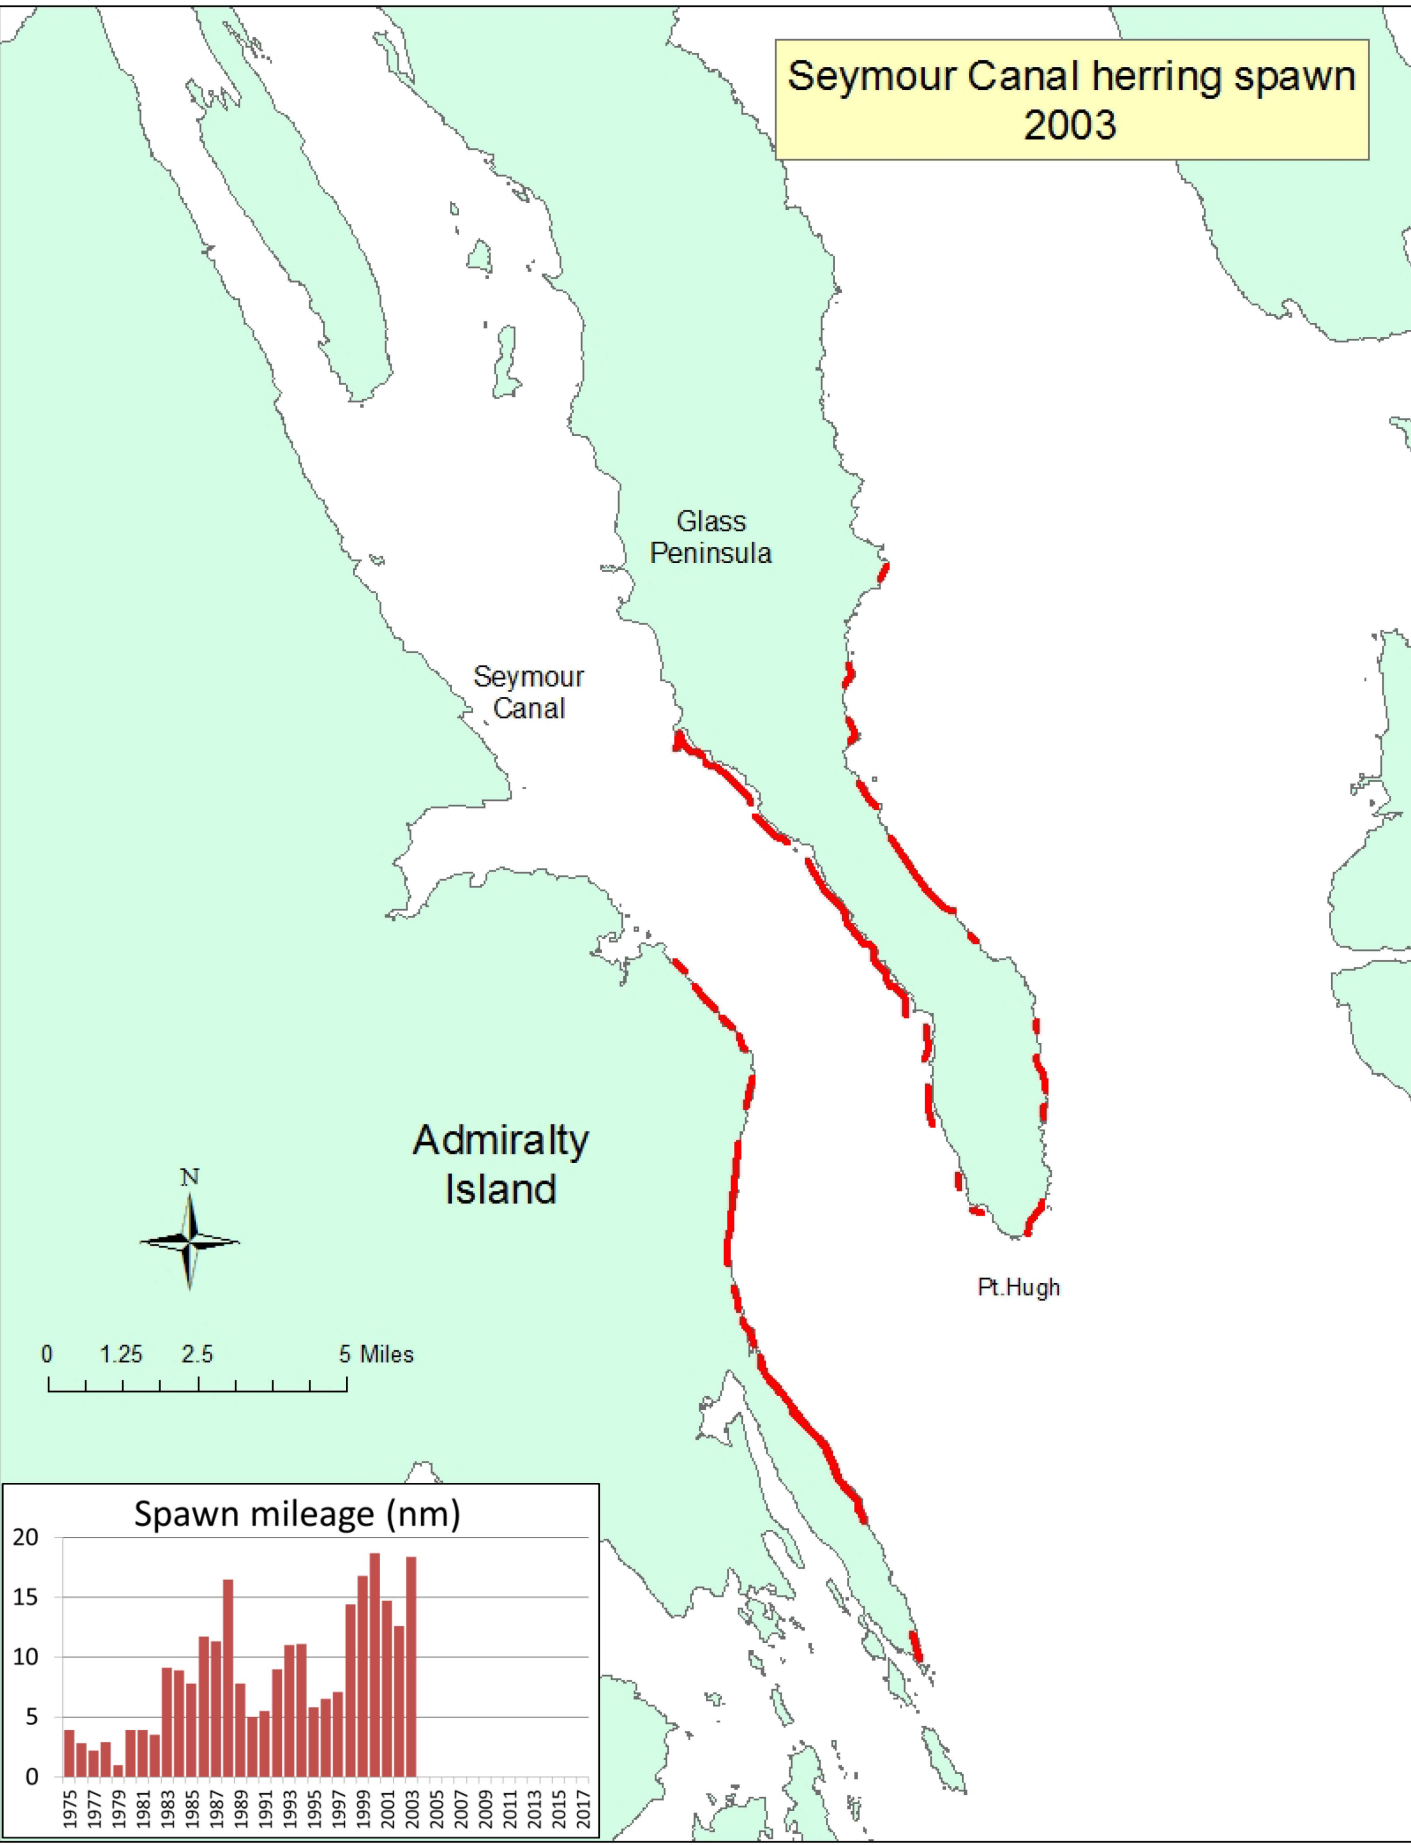 Seymour Canal herring spawn
2003
Glass
Peninsula
Seymour
Canal
Admiralty
Island
N
Pt.Hugh
0 1.25 2.5 5 Miles
Spawn mileage (nm)
20
15
10
5
0
1975 1977 1979 1981 1983 1985 1987 1989 1991 1993 1995 1997 1999 2001 2003 2005 2007 2009 2011 2013 2015 2017